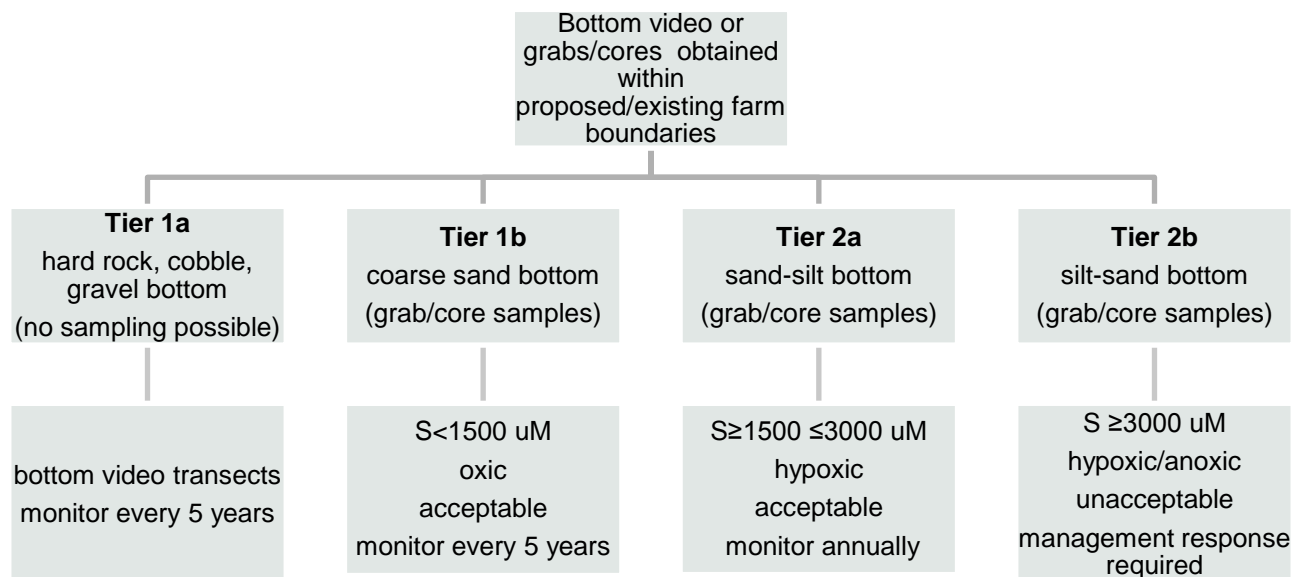 Bottom video or
grabs/cores obtained
within
proposed/existing farm
boundaries
Tier 1a
hard rock, cobble,
gravel bottom
(no sampling possible)
Tier 1b
coarse sand bottom
(grab/core samples)
Tier 2a
sand-silt bottom
(grab/core samples)
Tier 2b
silt-sand bottom
(grab/core samples)
bottom video transects
monitor every 5 years
S<1500 uM
oxic
acceptable
monitor every 5 years
S≥1500 ≤3000 uM
hypoxic
acceptable
monitor annually
S ≥3000 uM
hypoxic/anoxic
unacceptable
management response
required